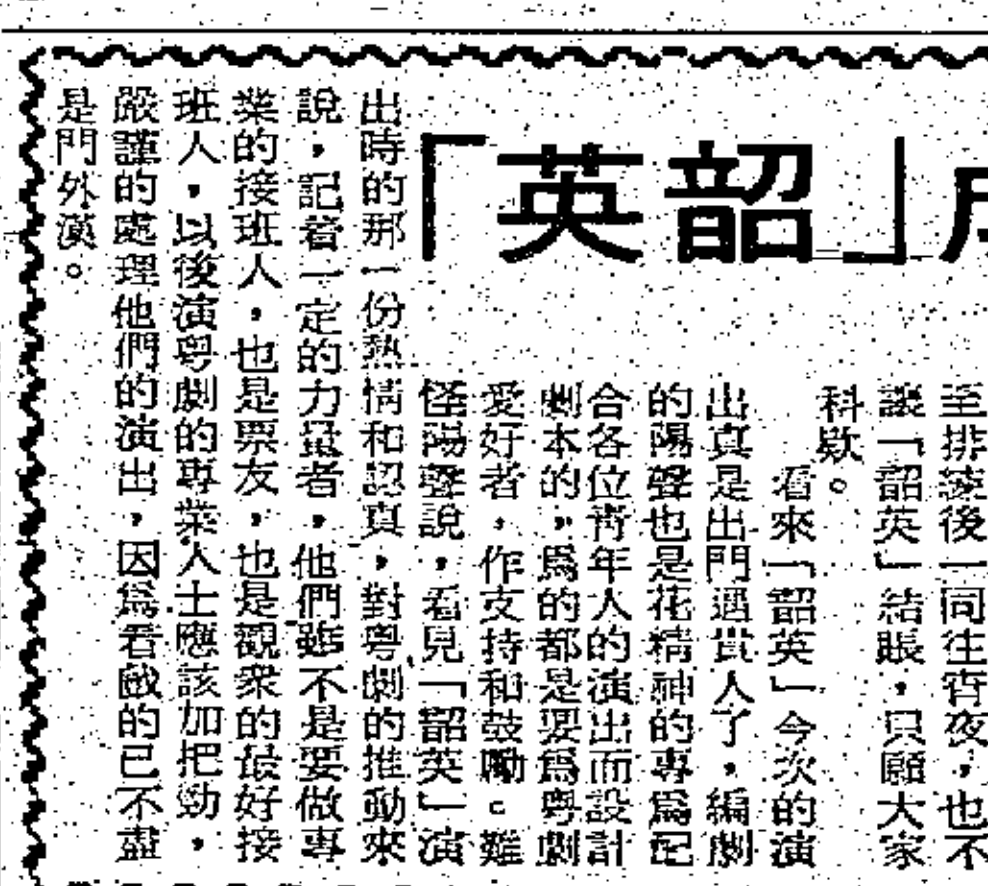 「英韶」
至排演後一同往宵夜，也不
讓「韶英」結賬，只願大家
科欵。
看來「韶英」今次的演
出真是出門遇貴人了，編劇
的陽聲也是花精神的專爲配
合各位靑年人的演出而設計
劇本的，爲的都是要爲粤劇
愛好者，作支持和鼓勵。難
怪陽聲說，看見「韶英」演
出時的那一份熱情和認真，對粤劇的推動來
說，記者一定的力量者，他們雖不是要做專
業的接班人，也是票友，也是觀衆的最好接
班人，以後演粤劇的專業人士應該加把勁，
嚴謹的處理他們的演出，因爲看戲的已不盡
是門外漢。